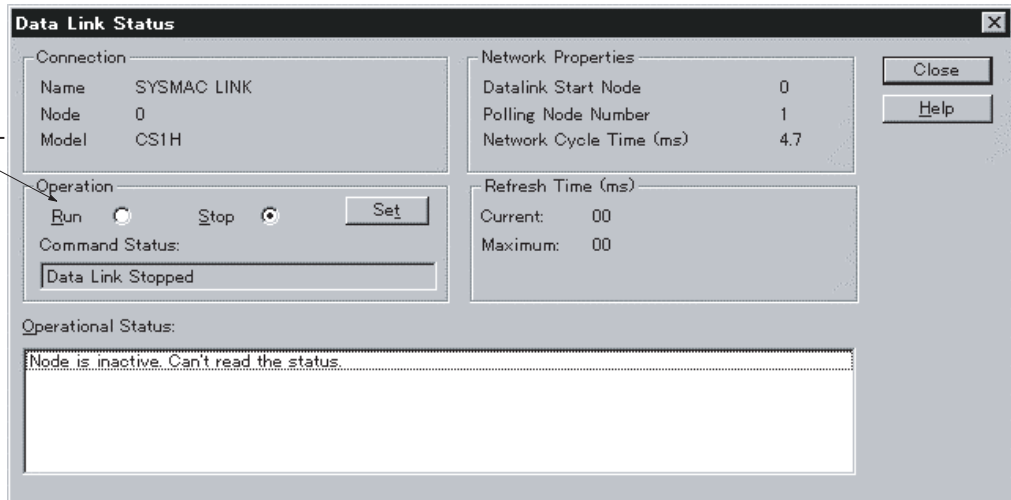 Data Link Status
Connection
Name SYSMAC LINK
Node 0
Model CS1H
Network Properties
Datalink Start Node 0
Polling Node Number 1
Network Cycle Time (ms) 4.7
Close
Help
Operation
Run Stop Set
Command Status:
Data Link Stopped
Refresh Time (ms)
Current: 00
Maximum: 00
Operational Status:
Node is inactive. Can't read the status.